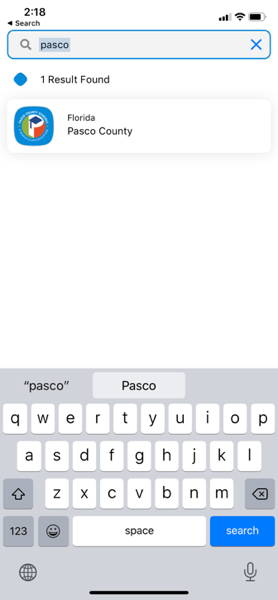 2:18
Search
pasco
1 Result Found
Florida
Pasco County
“pasco” Pasco
q w e r t y u i o p
a s d f g h j k l
z x c v b n m
123 space search